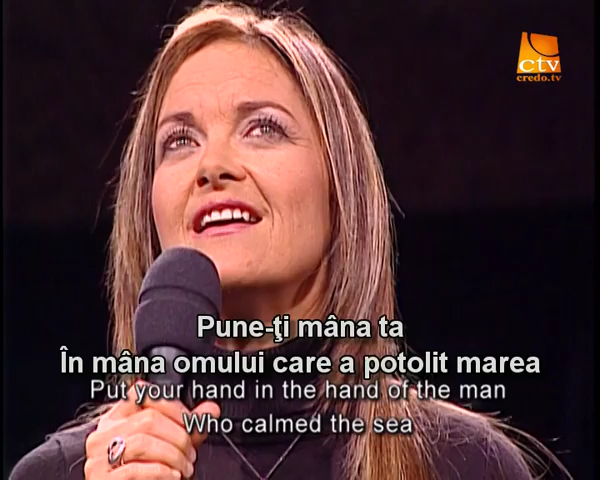 ctv
credo.tv
Pune-ţi mâna ta
În mâna omului care a potolit marea
Put your hand in the hand of the man
Who calmed the sea